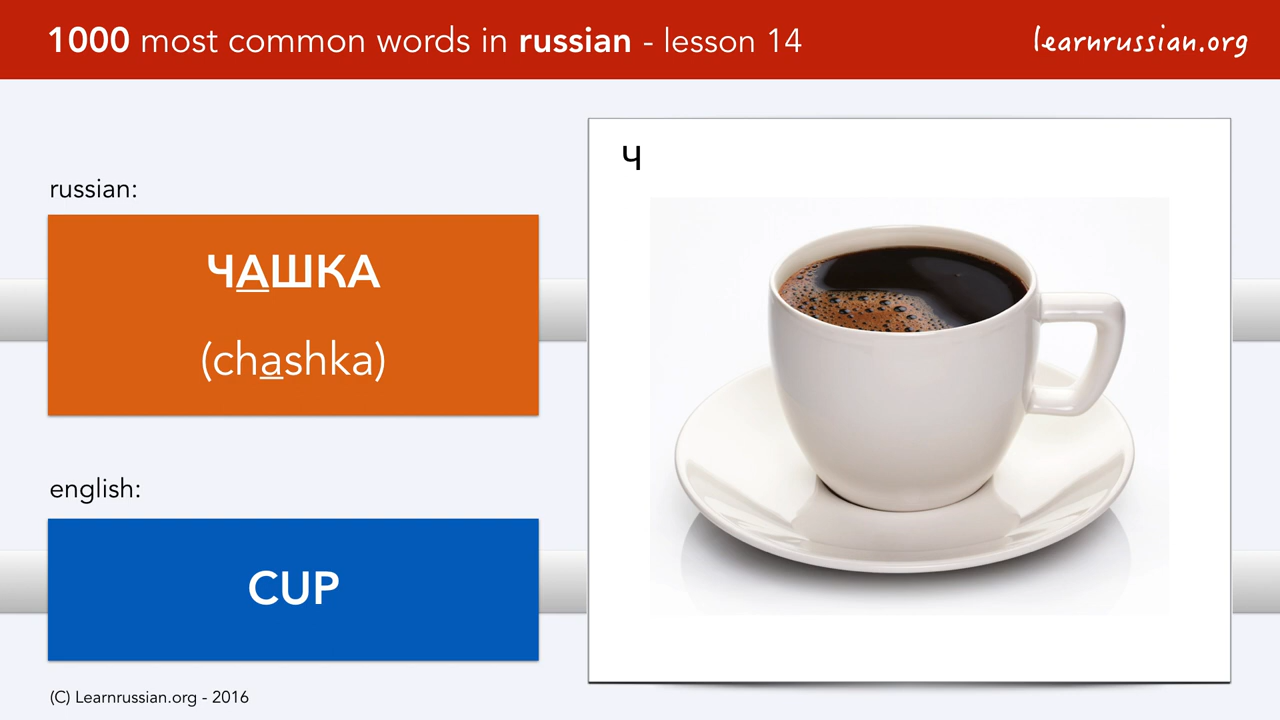 1000 most common words in russian - lesson 14
learnrussian.org
russian:
ЧАШКА
(chashka)
english:
CUP
Ч
(C) Learnrussian.org - 2016